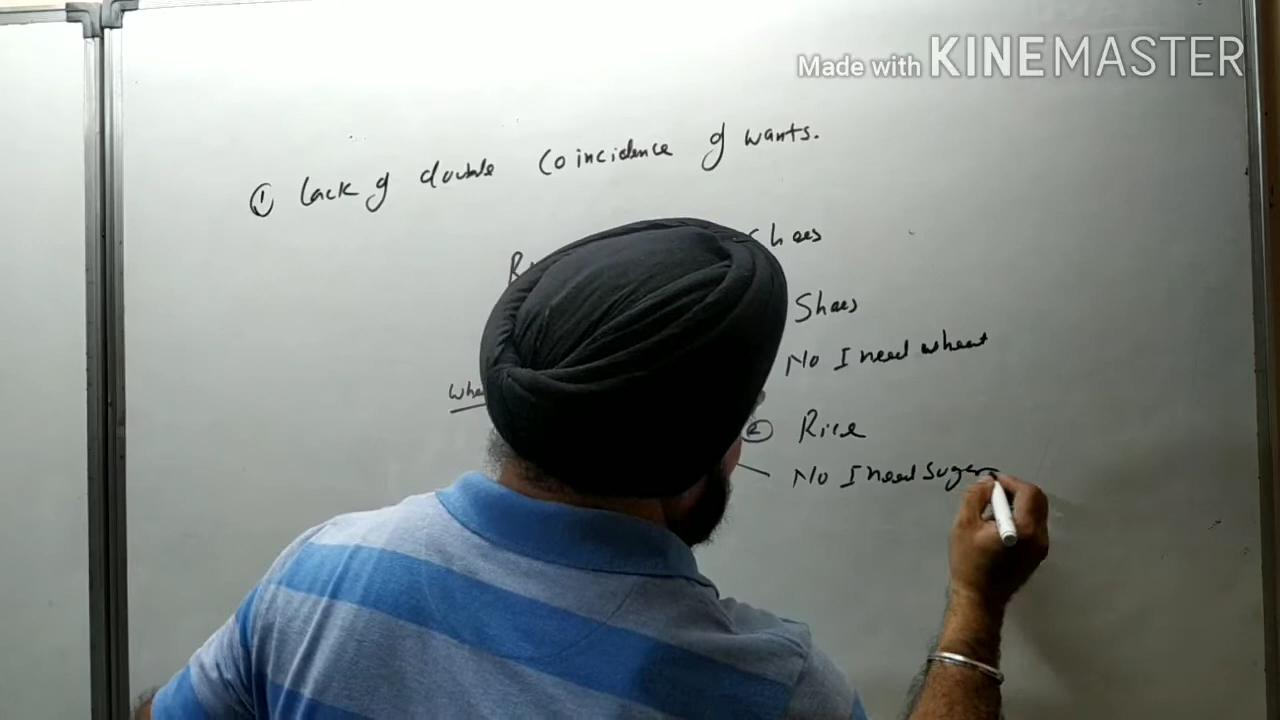 Made with KINEMASTER
① Lack of double Coincidence of wants.
Shoes
Shoes
No I need wheat
② Rice
No I need Sugar